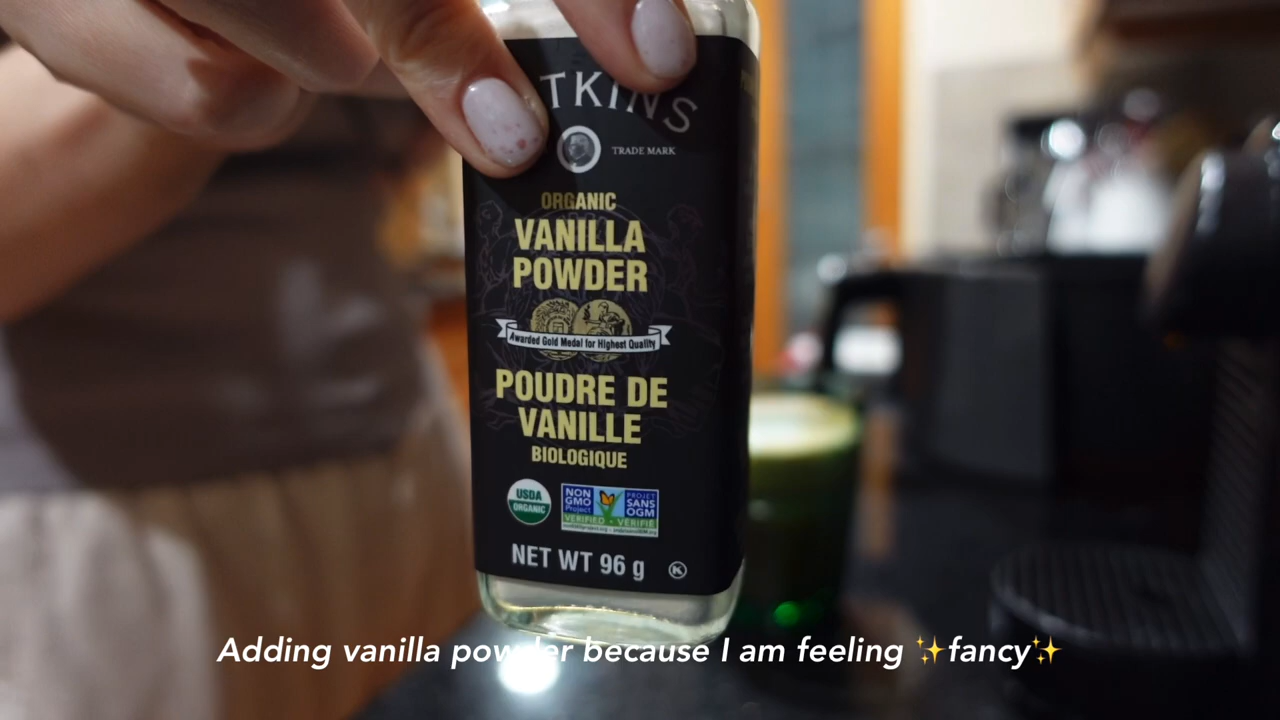 TKINS
TRADE MARK
ORGANIC
VANILLA
POWDER
Awarded Gold Medal for Highest Quality
POUDRE DE
VANILLE
BIOLOGIQUE
USDA
ORGANIC
NON
GMO
Project
PROJET
SANS
OGM
VERIFIED • VÉRIFIÉ
NET WT 96 g
K
Adding vanilla powder because I am feeling ✨fancy✨